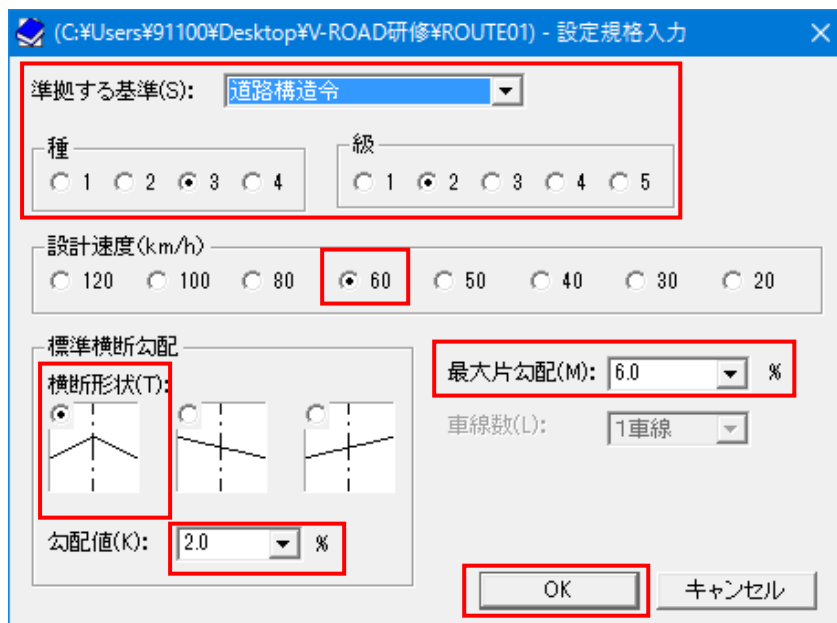 (C:¥Users¥91100¥Desktop¥V-ROAD研修¥ROUTE01) - 設定規格入力
準拠する基準(S): 道路構造令
種
1 2 3 4
級
1 2 3 4 5
設計速度(km/h)
120 100 80 60 50 40 30 20
標準横断勾配
横断形状(T):
最大片勾配(M): 6.0 %
車線数(L): 1車線
勾配値(K): 2.0 %
OK キャンセル